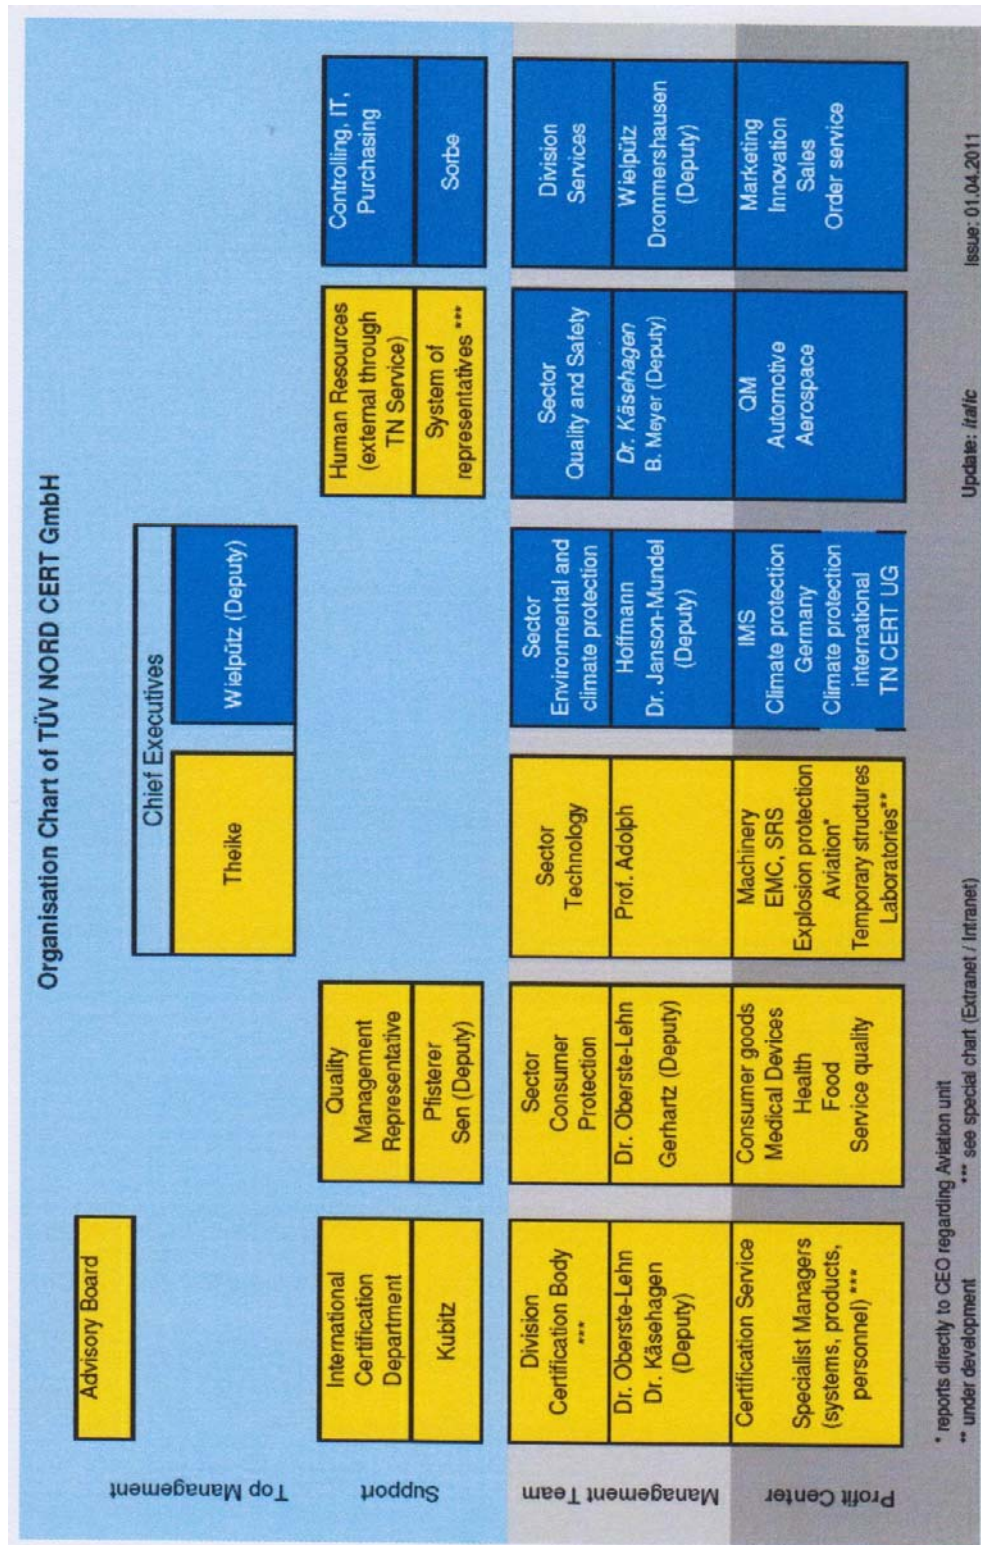 Organisation Chart of TÜV NORD CERT GmbH
Advisory Board
Chief Executives
Theike
Wielpütz (Deputy)
Top Management
International
Certification
Department
Kubitz
Quality
Management
Representative
Pfisterer
Sen (Deputy)
Human Resources
(external through
TN Service)
System of
representatives ***
Controlling, IT,
Purchasing
Sorbe
Support
Division
Certification Body
***
Dr. Oberste-Lehn
Dr. Käsehagen
(Deputy)
Sector
Consumer
Protection
Dr. Oberste-Lehn
Gerhartz (Deputy)
Sector
Technology
Prof. Adolph
Sector
Environmental and
climate protection
Hoffmann
Dr. Janson-Mundel
(Deputy)
Sector
Quality and Safety
Dr. Käsehagen
B. Meyer (Deputy)
Division
Services
Wielpütz
Drommershausen
(Deputy)
Management Team
Certification Service
Specialist Managers
(systems, products,
personnel) ***
Consumer goods
Medical Devices
Health
Food
Service quality
Machinery
EMC, SRS
Explosion protection
Aviation*
Temporary structures
Laboratories**
IMS
Climate protection
Germany
Climate protection
international
TN CERT UG
QM
Automotive
Aerospace
Marketing
Innovation
Sales
Order service
Profit Center
* reports directly to CEO regarding Aviation unit
** under development
*** see special chart (Extranet / Intranet)
Update: italic
Issue: 01.04.2011